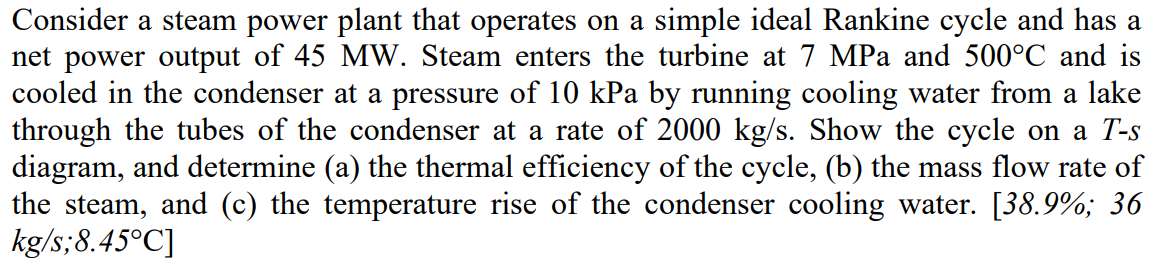 Consider a steam power plant that operates on a simple ideal Rankine cycle and has a
net power output of 45 MW. Steam enters the turbine at 7 MPa and 500°C and is
cooled in the condenser at a pressure of 10 kPa by running cooling water from a lake
through the tubes of the condenser at a rate of 2000 kg/s. Show the cycle on a T-s
diagram, and determine (a) the thermal efficiency of the cycle, (b) the mass flow rate of
the steam, and (c) the temperature rise of the condenser cooling water. [38.9%; 36
kg/s;8.45°C]